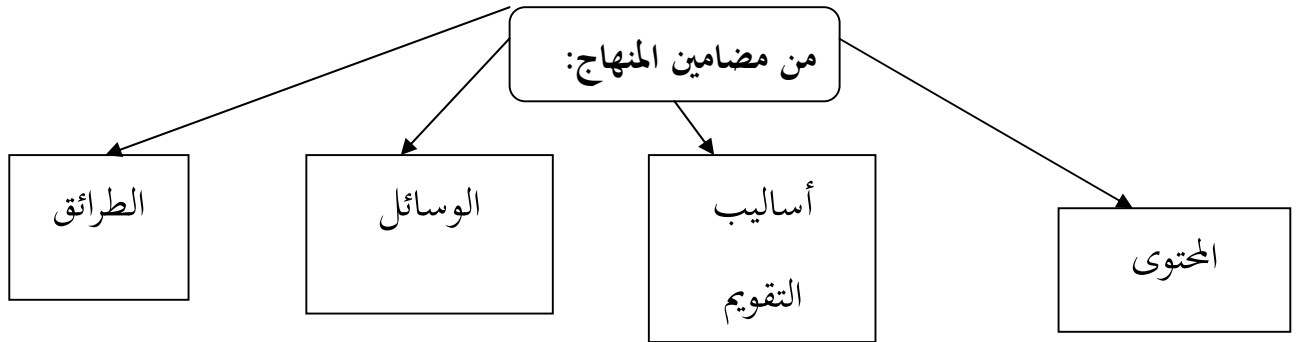 من مضامين المنهاج:
المحتوى
أساليب
التقويم
الوسائل
الطرائق